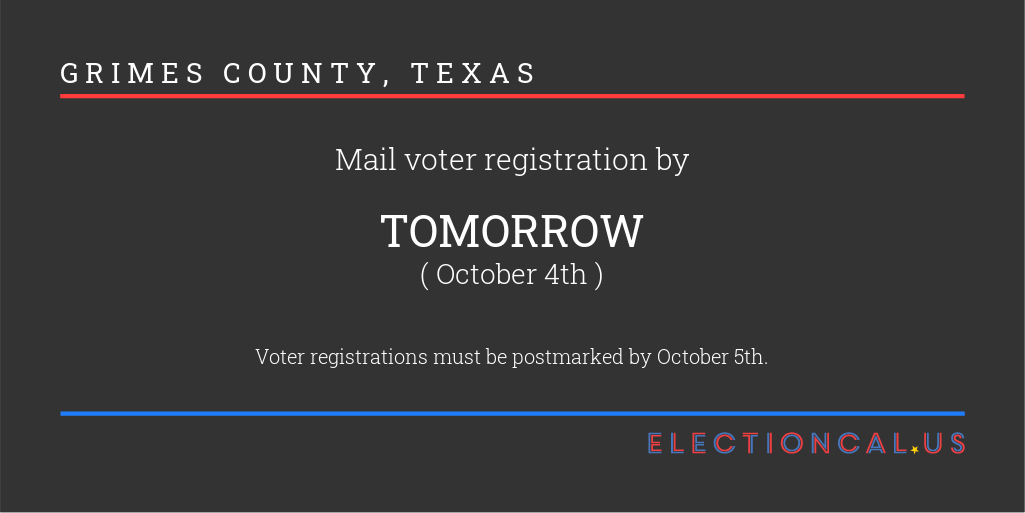 GRIMES COUNTY, TEXAS
Mail voter registration by
TOMORROW
( October 4th )
Voter registrations must be postmarked by October 5th.
ELECTIONCAL.US